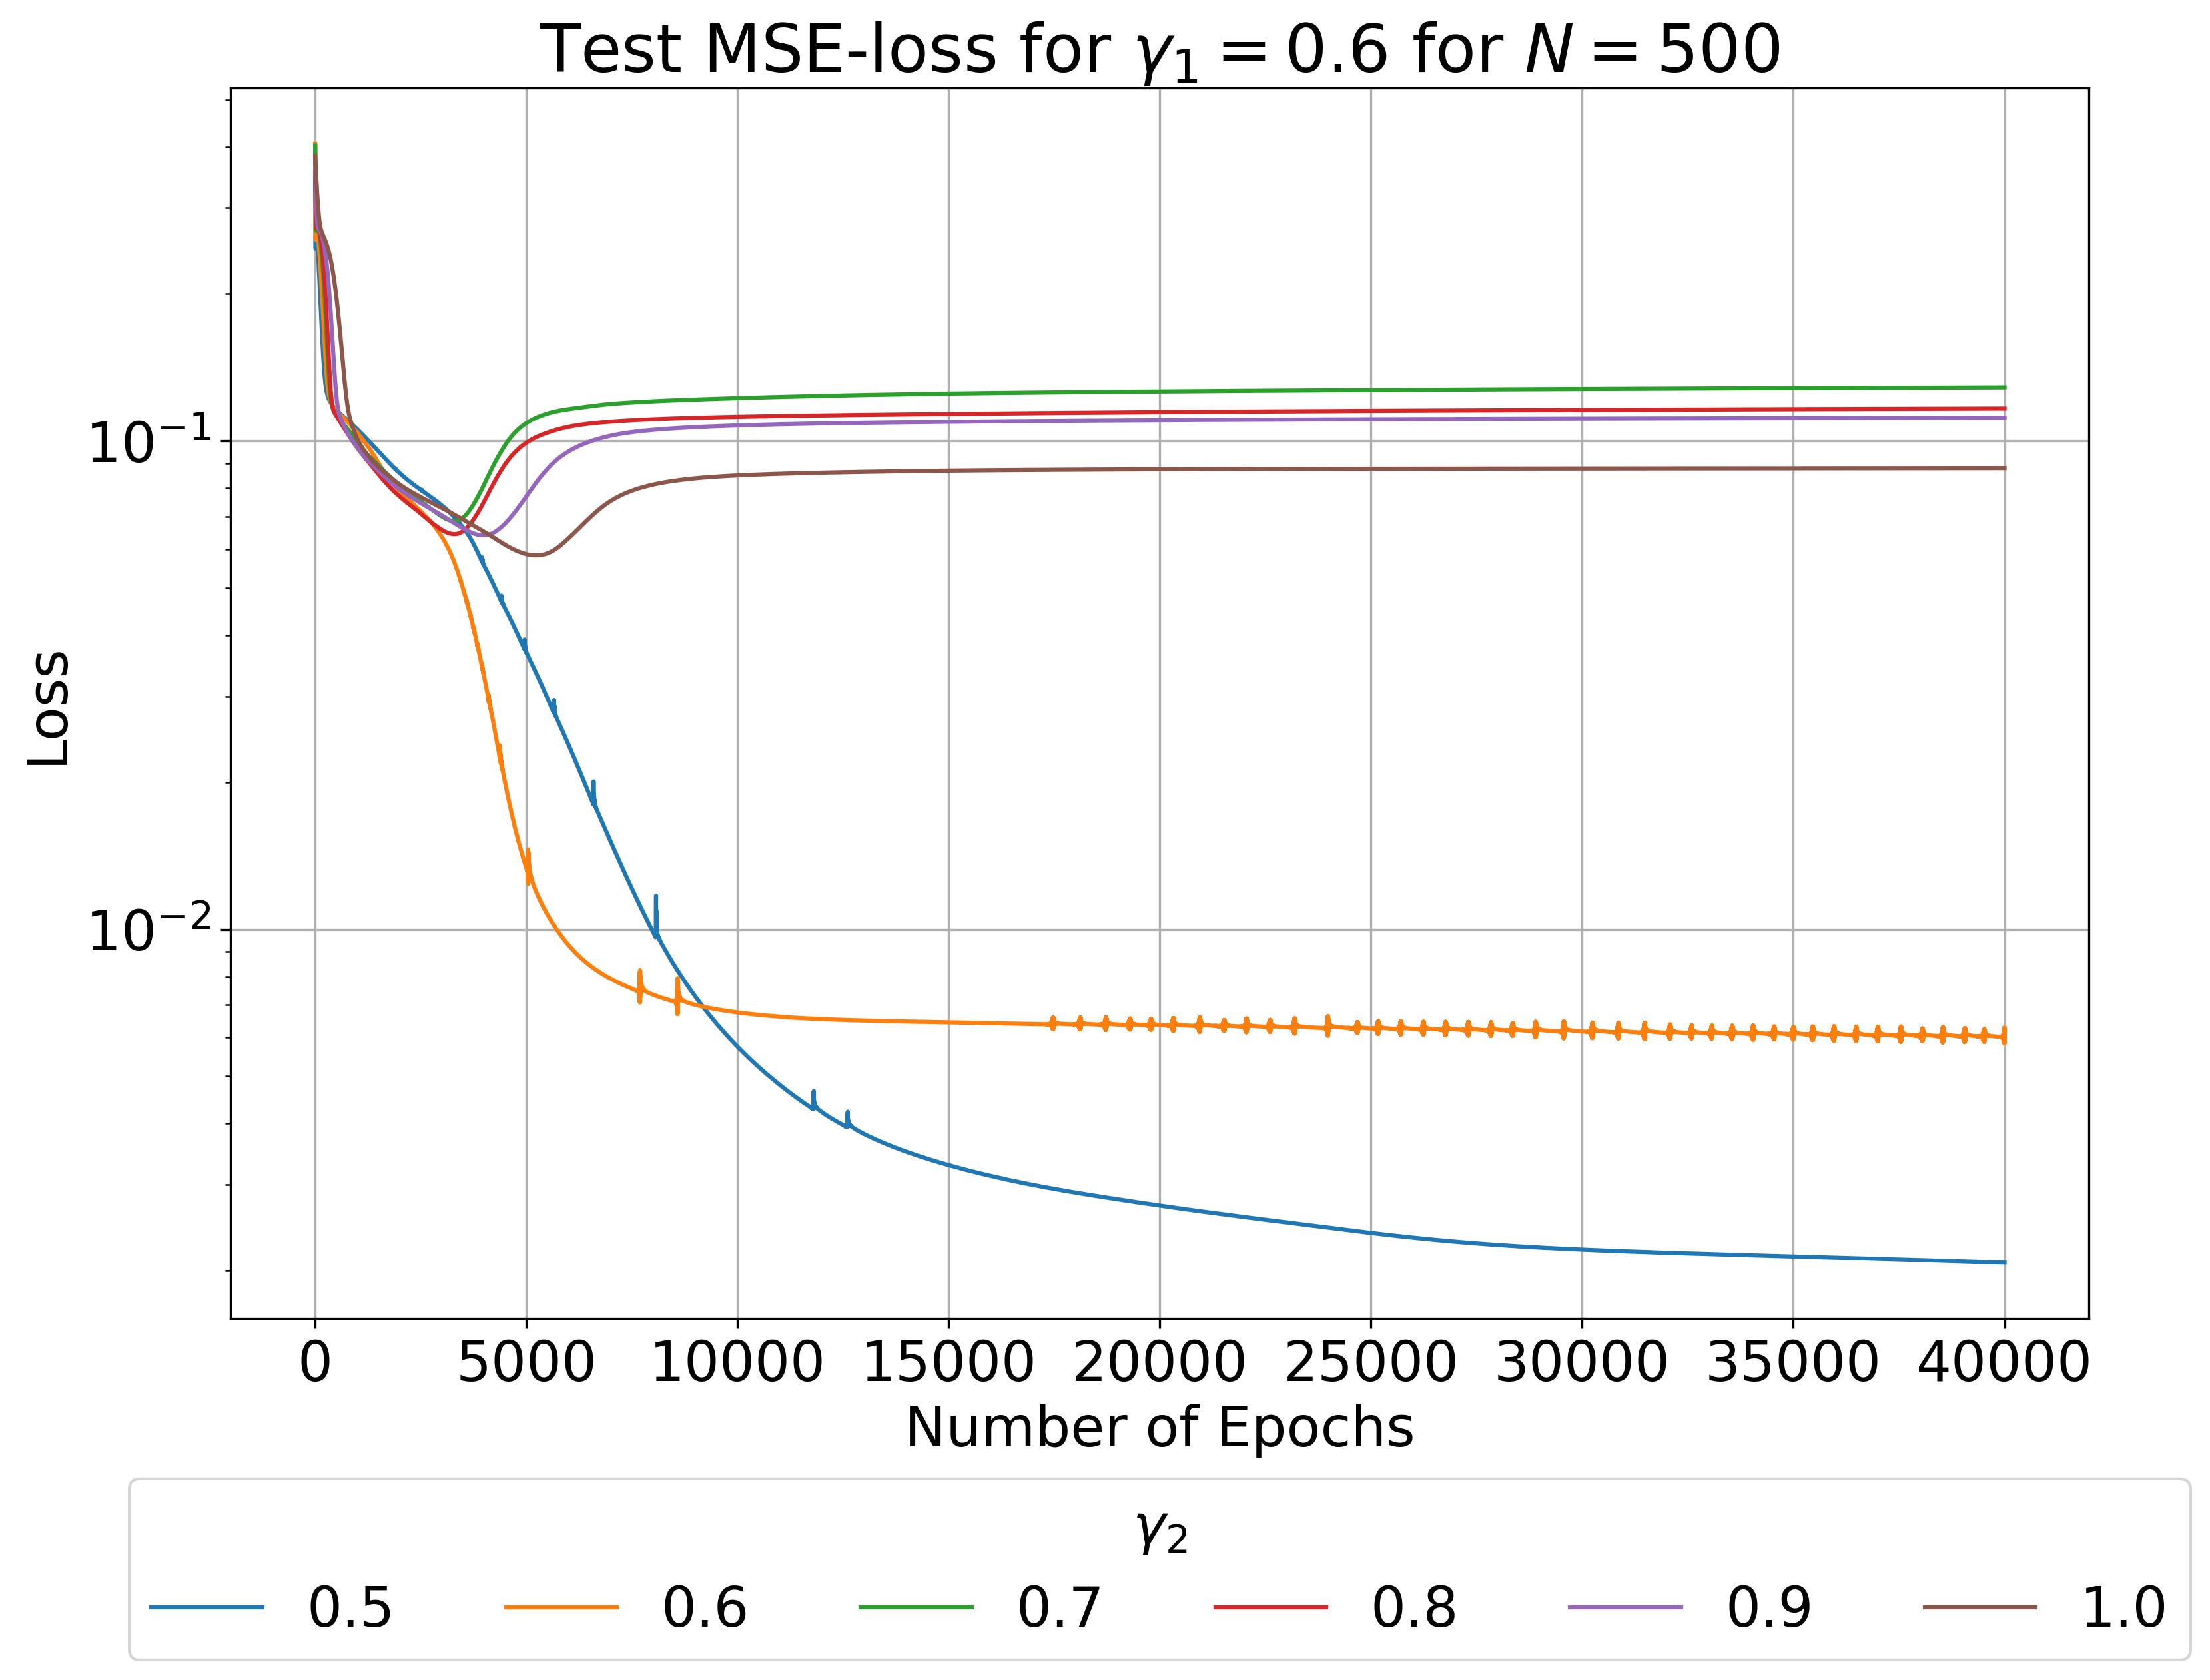 Test MSE-loss for γ₁ = 0.6 for N = 500
Loss
10⁻¹
10⁻²
0 5000 10000 15000 20000 25000 30000 35000 40000
Number of Epochs
γ₂
0.5 0.6 0.7 0.8 0.9 1.0